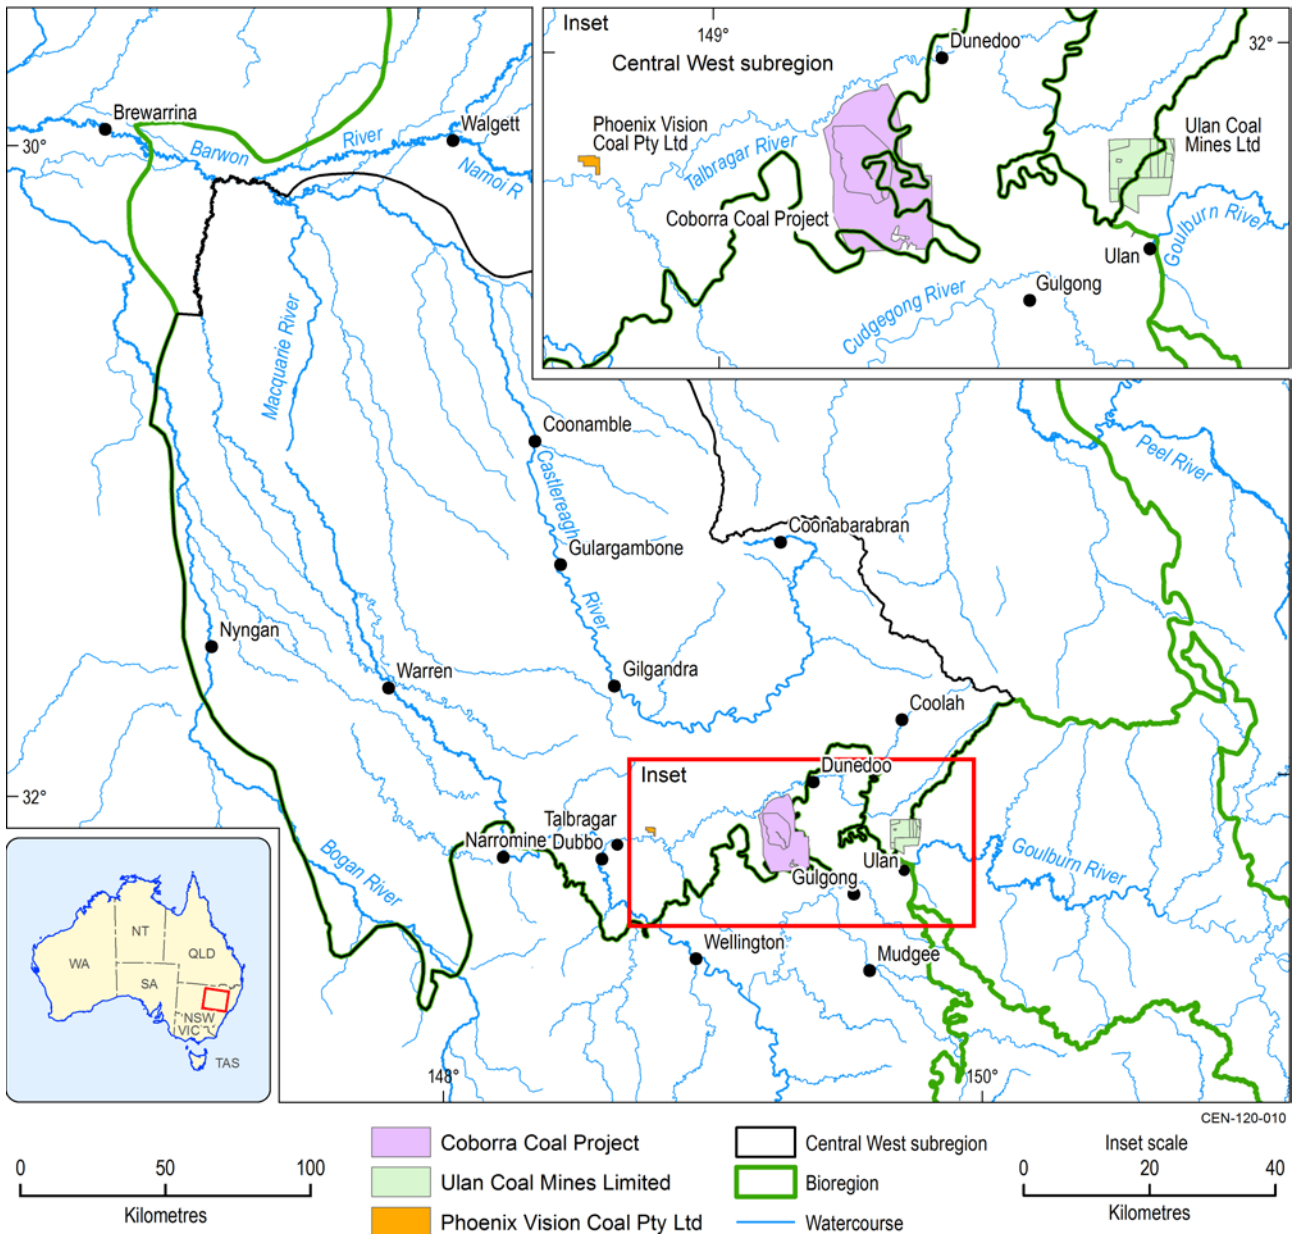 Inset
149°
32°
Dunedoo
Central West subregion
Phoenix Vision
Coal Pty Ltd
Ulan Coal
Mines Ltd
Talbragar River
Coborra Coal Project
Goulburn River
Ulan
Gulgong
Cudgegong River
Brewarrina
Walgett
30°
Barwon
River
Namoi R
Macquarie River
Coonamble
Castlereagh
Peel River
Coonabarabran
Gulargambone
River
Nyngan
Warren
Gilgandra
Coolah
Inset
Dunedoo
32°
Talbragar
Narromine
Dubbo
Ulan
Goulburn River
Gulgong
Bogan River
Wellington
Mudgee
NT
WA
QLD
SA
NSW
VIC
TAS
148°
150°
CEN-120-010
0
50
100
Kilometres
Coborra Coal Project
Ulan Coal Mines Limited
Phoenix Vision Coal Pty Ltd
Central West subregion
Bioregion
Watercourse
Inset scale
0
20
40
Kilometres